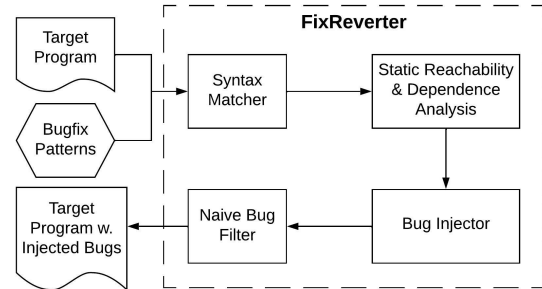 FixReverter
Target
Program
Bugfix
Patterns
Syntax
Matcher
Static Reachability
& Dependence
Analysis
Bug Injector
Naive Bug
Filter
Target
Program w.
Injected Bugs